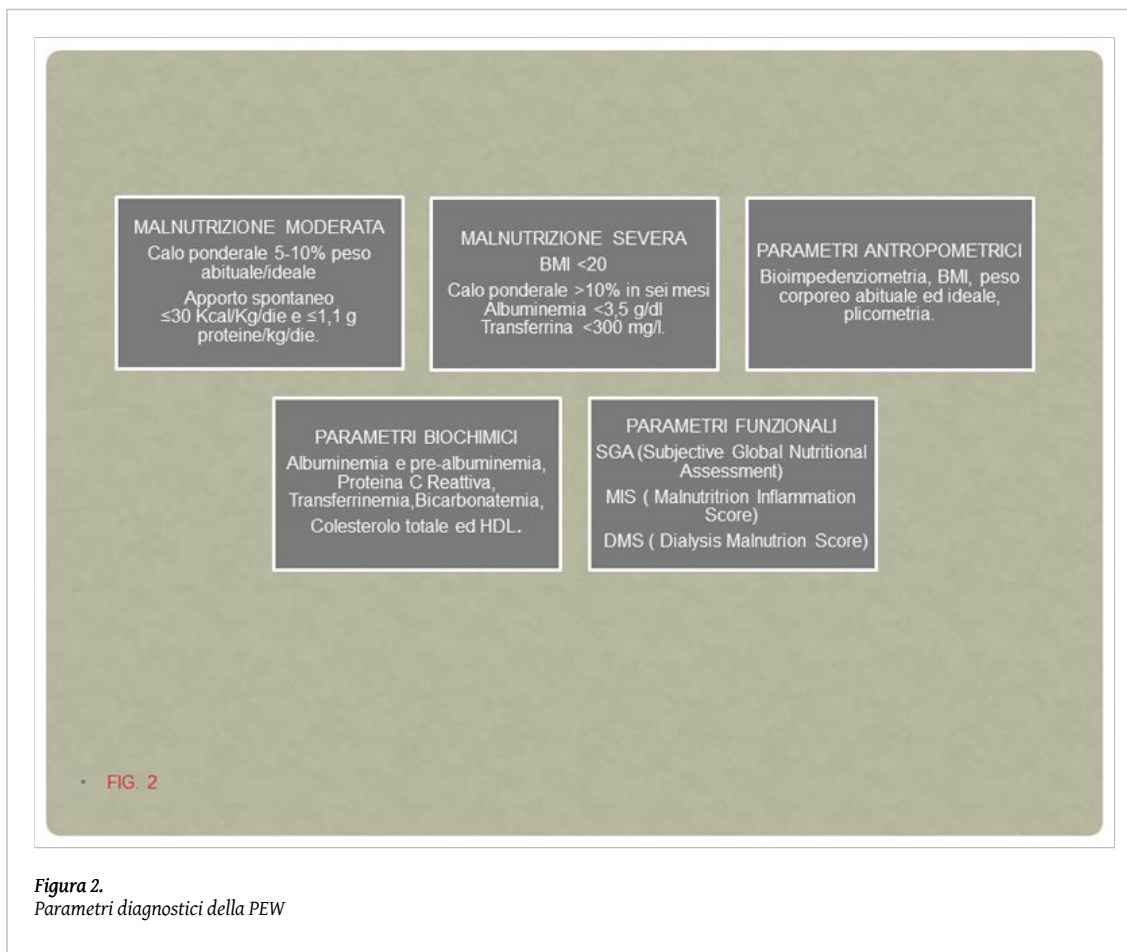 MALNUTRIZIONE MODERATA
Calo ponderale 5-10% peso
abituale/ideale
Apporto spontaneo
≤30 Kcal/Kg/die e ≤1,1 g
proteine/kg/die.
MALNUTRIZIONE SEVERA
BMI <20
Calo ponderale >10% in sei mesi
Albuminemia <3,5 g/dl
Transferrina <300 mg/l.
PARAMETRI ANTROPOMETRICI
Bioimpedenziometria, BMI, peso
corporeo abituale ed ideale,
plicometria.
PARAMETRI BIOCHIMICI
Albuminemia e pre-albuminemia,
Proteina C Reattiva,
Transferrinemia,Bicarbonatemia,
Colesterolo totale ed HDL.
PARAMETRI FUNZIONALI
SGA (Subjective Global Nutritional
Assessment)
MIS ( Malnutritrion Inflammation
Score)
DMS ( Dialysis Malnutrion Score)
• FIG. 2
Figura 2.
Parametri diagnostici della PEW